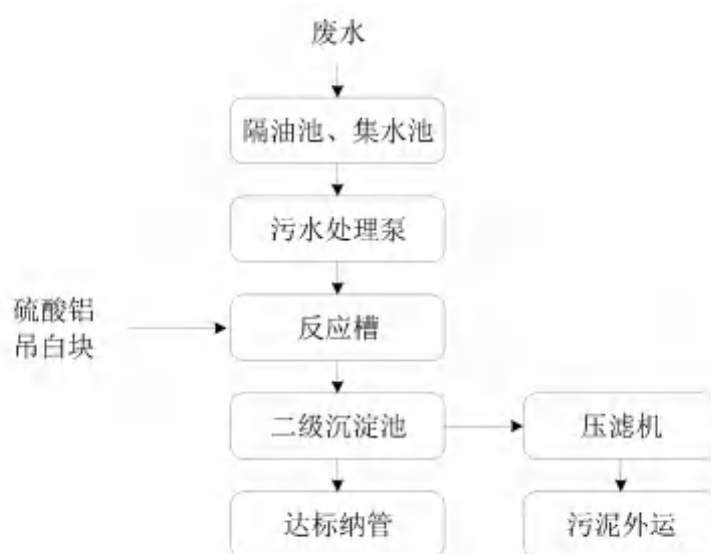 废水
隔油池、集水池
污水处理泵
硫酸铝
吊白块
反应槽
二级沉淀池
压滤机
达标纳管
污泥外运